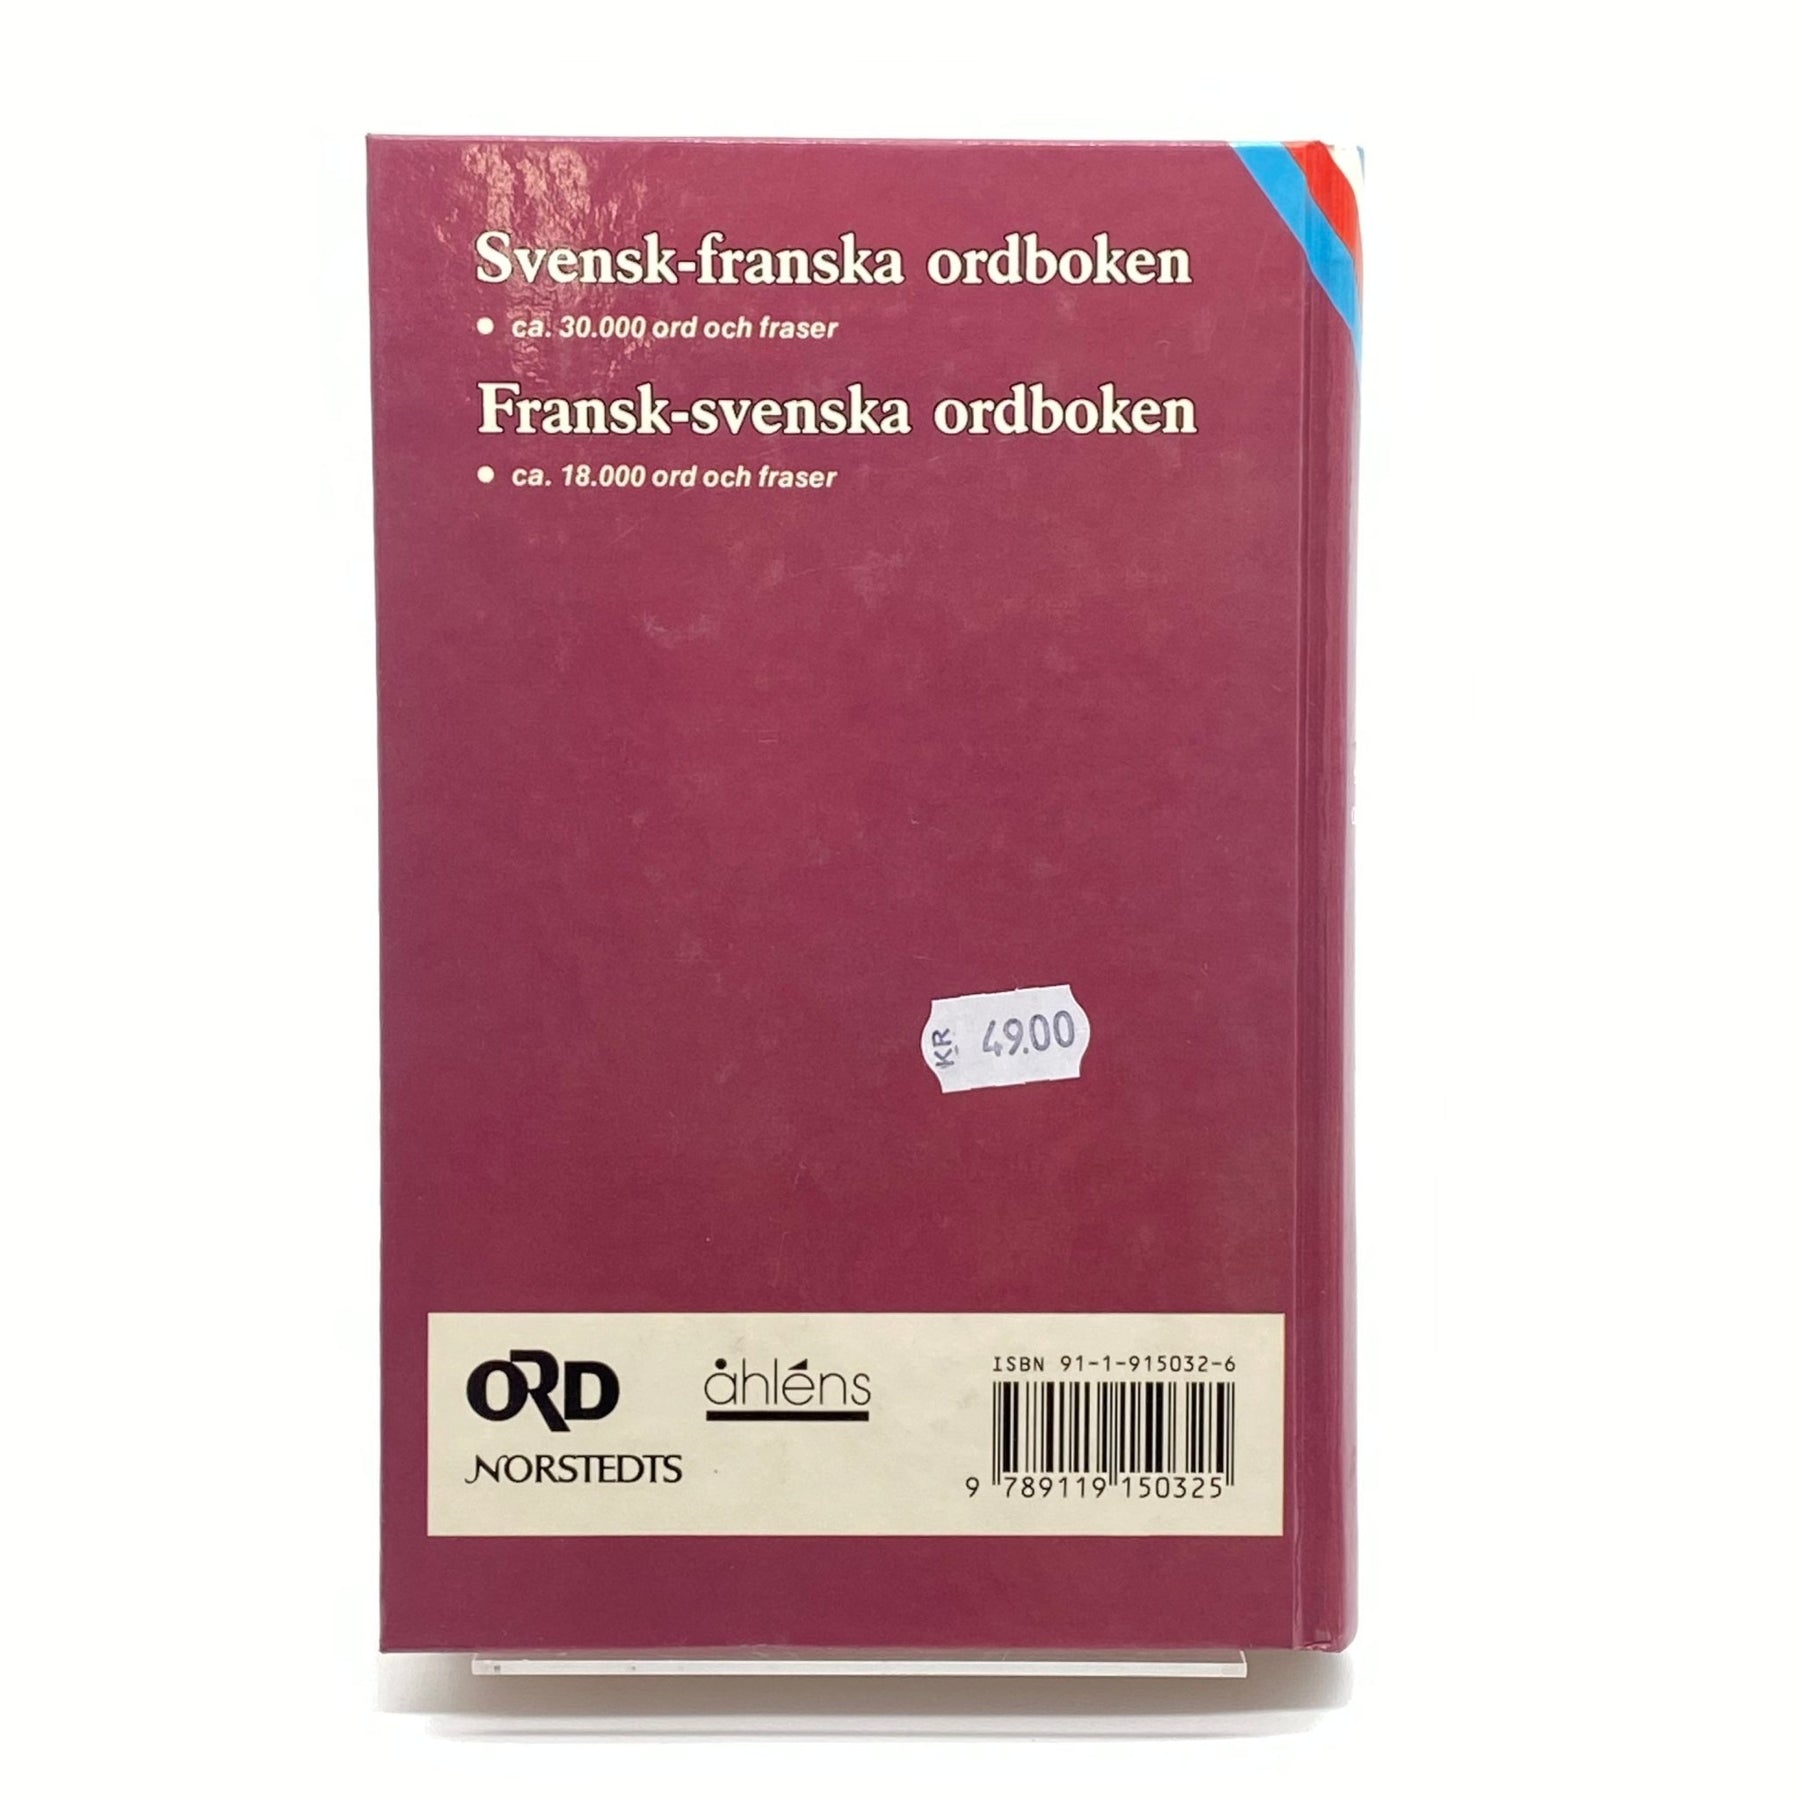 Svensk-franska ordboken
• ca. 30.000 ord och fraser
Fransk-svenska ordboken
• ca. 18.000 ord och fraser
KR 49.00
ORD
NORSTEDTS
åhléns
ISBN 91-1-915032-6
9 789119 150325